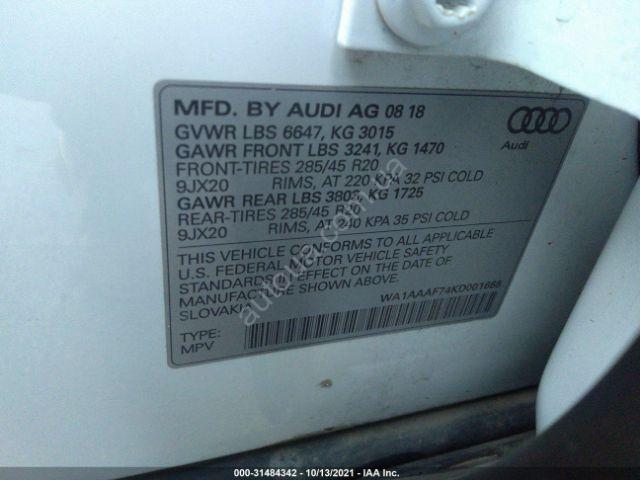 MFD. BY AUDI AG 08 18
GVWR LBS 6647, KG 3015
GAWR FRONT LBS 3241, KG 1470
FRONT-TIRES 285/45 R20
9JX20 RIMS, AT 220 KPA 32 PSI COLD
GAWR REAR LBS 3803, KG 1725
REAR-TIRES 285/45 R20
9JX20 RIMS, AT 240 KPA 35 PSI COLD
THIS VEHICLE CONFORMS TO ALL APPLICABLE
U.S. FEDERAL MOTOR VEHICLE SAFETY
STANDARDS IN EFFECT ON THE DATE OF
MANUFACTURE SHOWN ABOVE.
SLOVAKIA
WA1AAAF74KD001668
TYPE:
MPV
Audi
autouto.com.ua
000-31484342 | 10/13/2021 | IAA Inc.